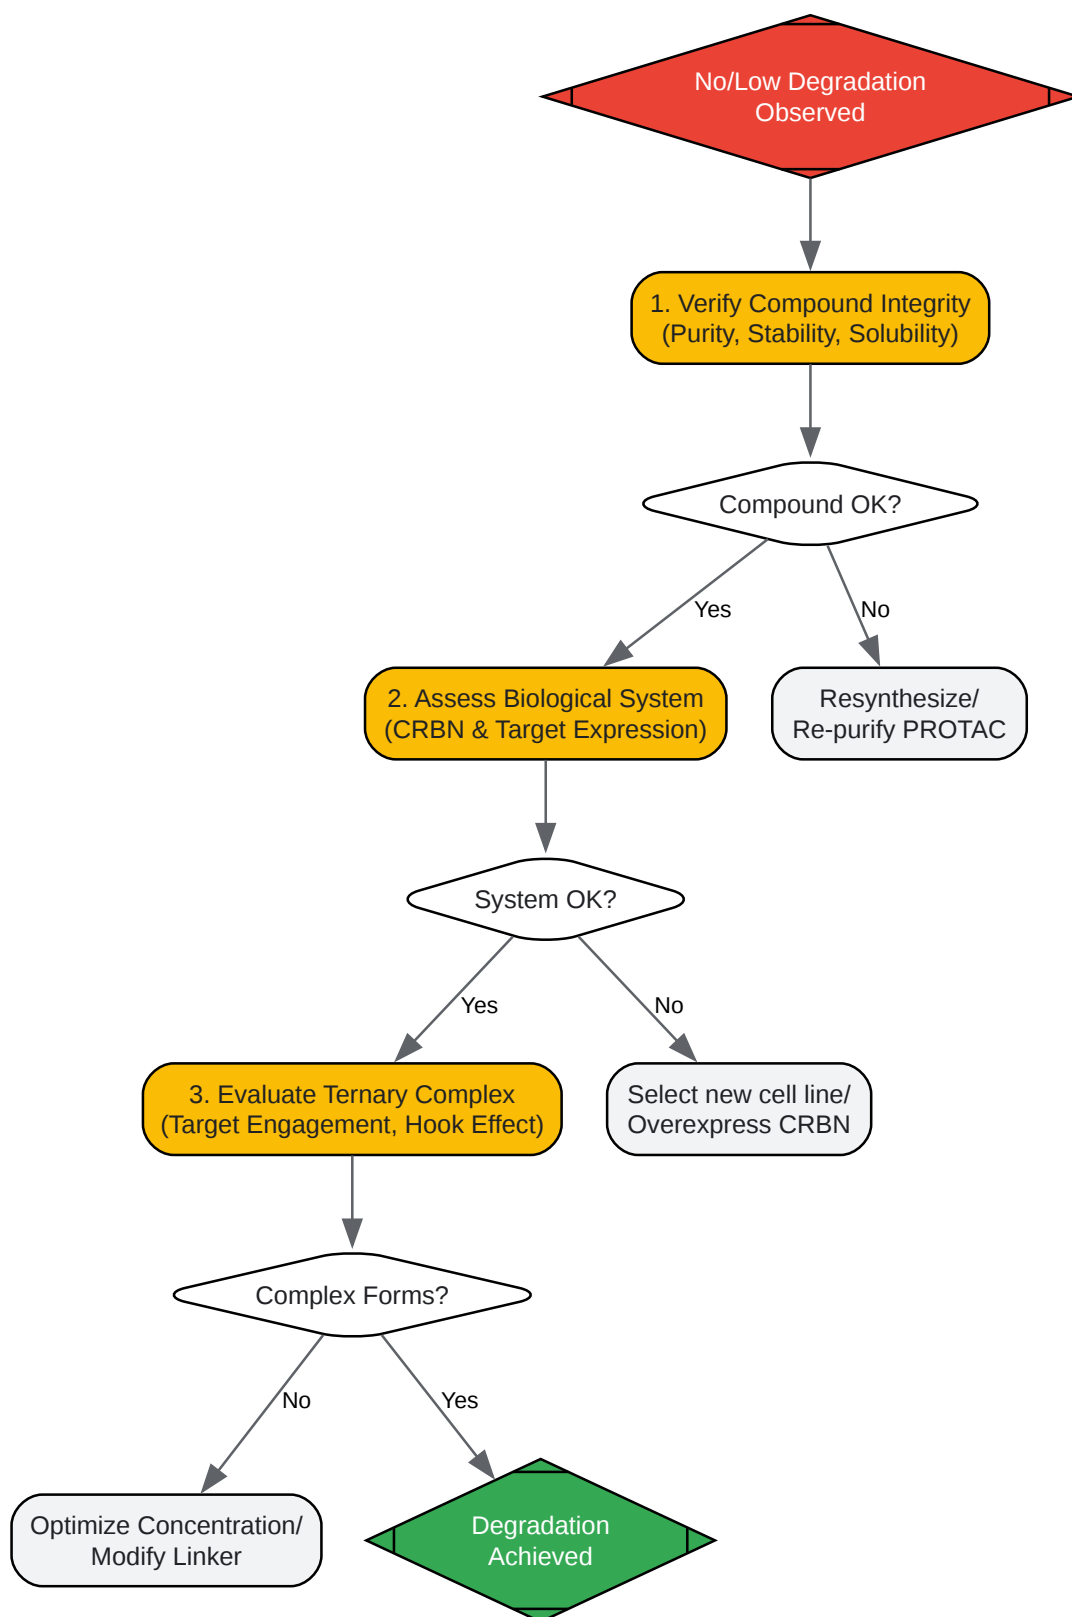 No/Low Degradation
Observed
1. Verify Compound Integrity
(Purity, Stability, Solubility)
Compound OK?
Yes
No
2. Assess Biological System
(CRBN & Target Expression)
Resynthesize/
Re-purify PROTAC
System OK?
Yes
No
3. Evaluate Ternary Complex
(Target Engagement, Hook Effect)
Select new cell line/
Overexpress CRBN
Complex Forms?
No
Yes
Optimize Concentration/
Modify Linker
Degradation
Achieved